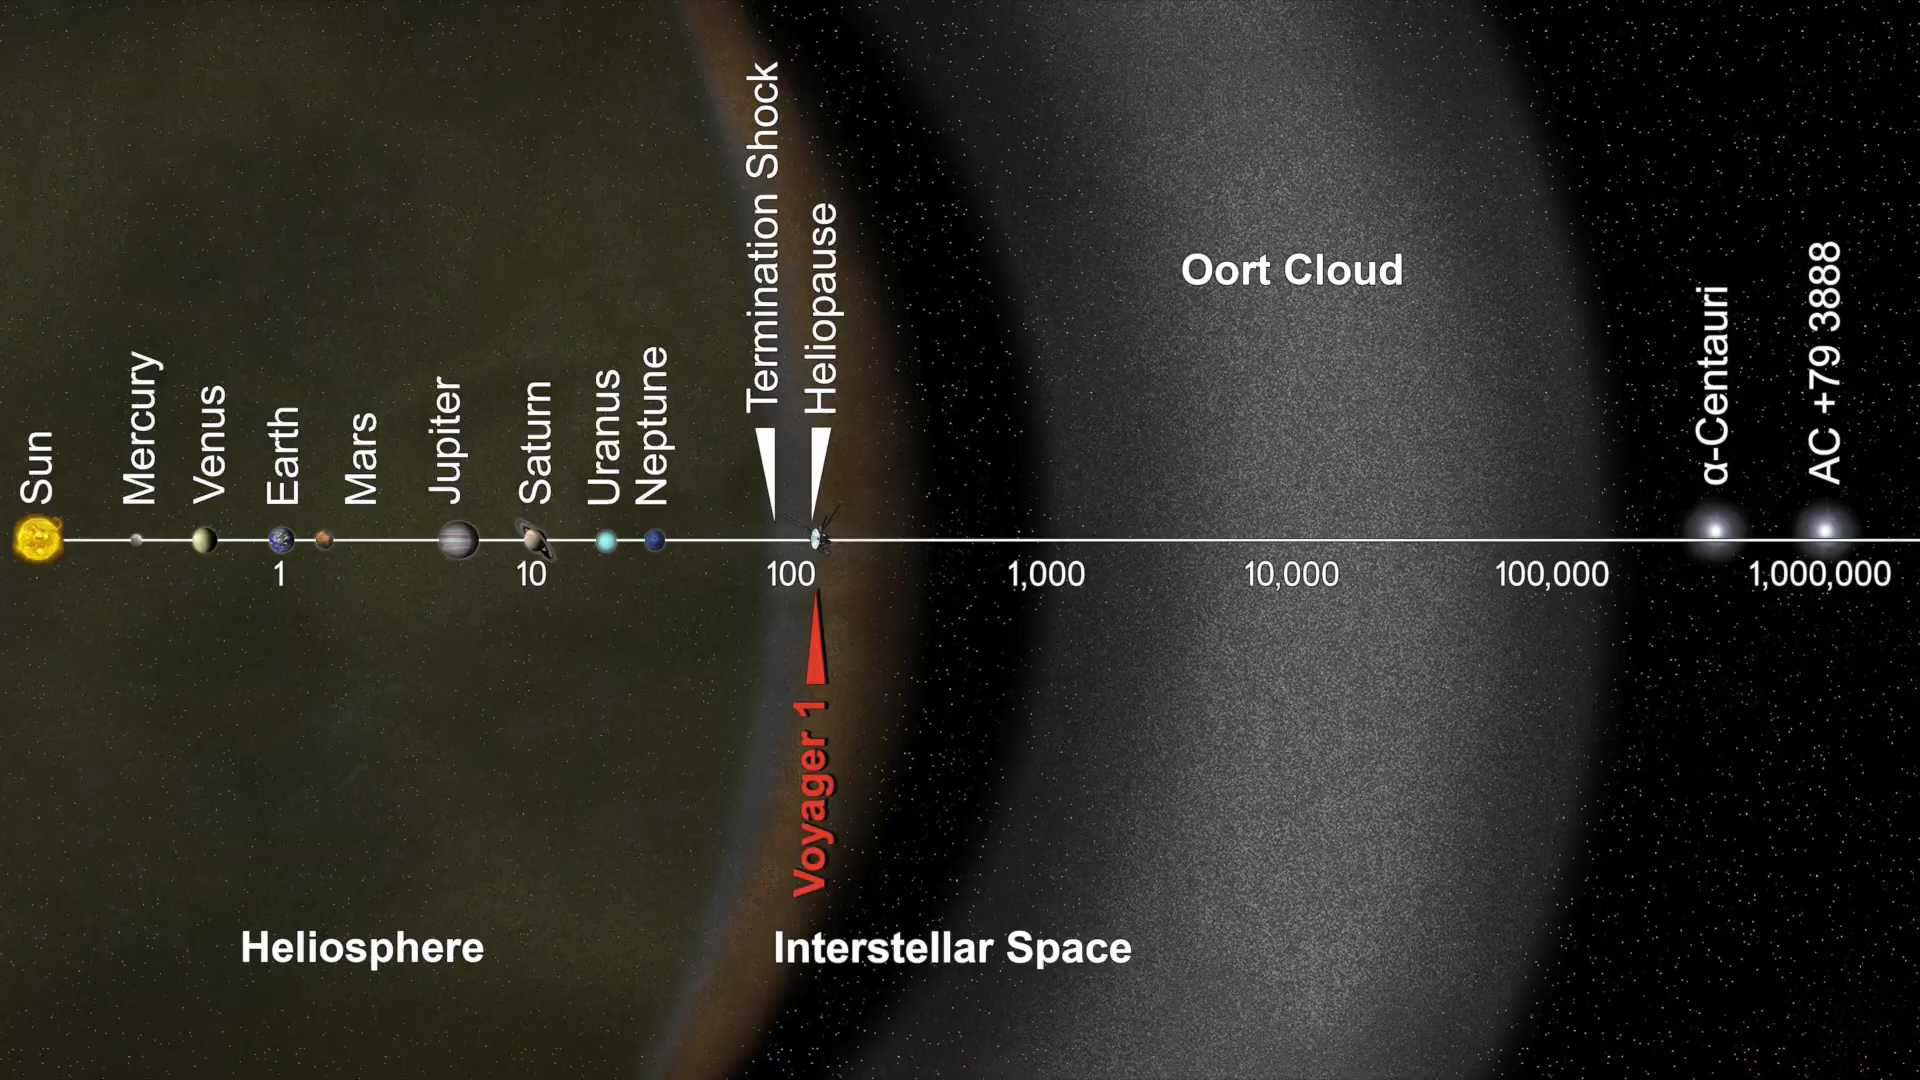 Sun
Mercury
Venus
Earth
Mars
Jupiter
Saturn
Uranus
Neptune
Termination Shock
Heliopause
Oort Cloud
α-Centauri
AC +79 3888
1
10
100
1,000
10,000
100,000
1,000,000
Voyager 1
Heliosphere
Interstellar Space